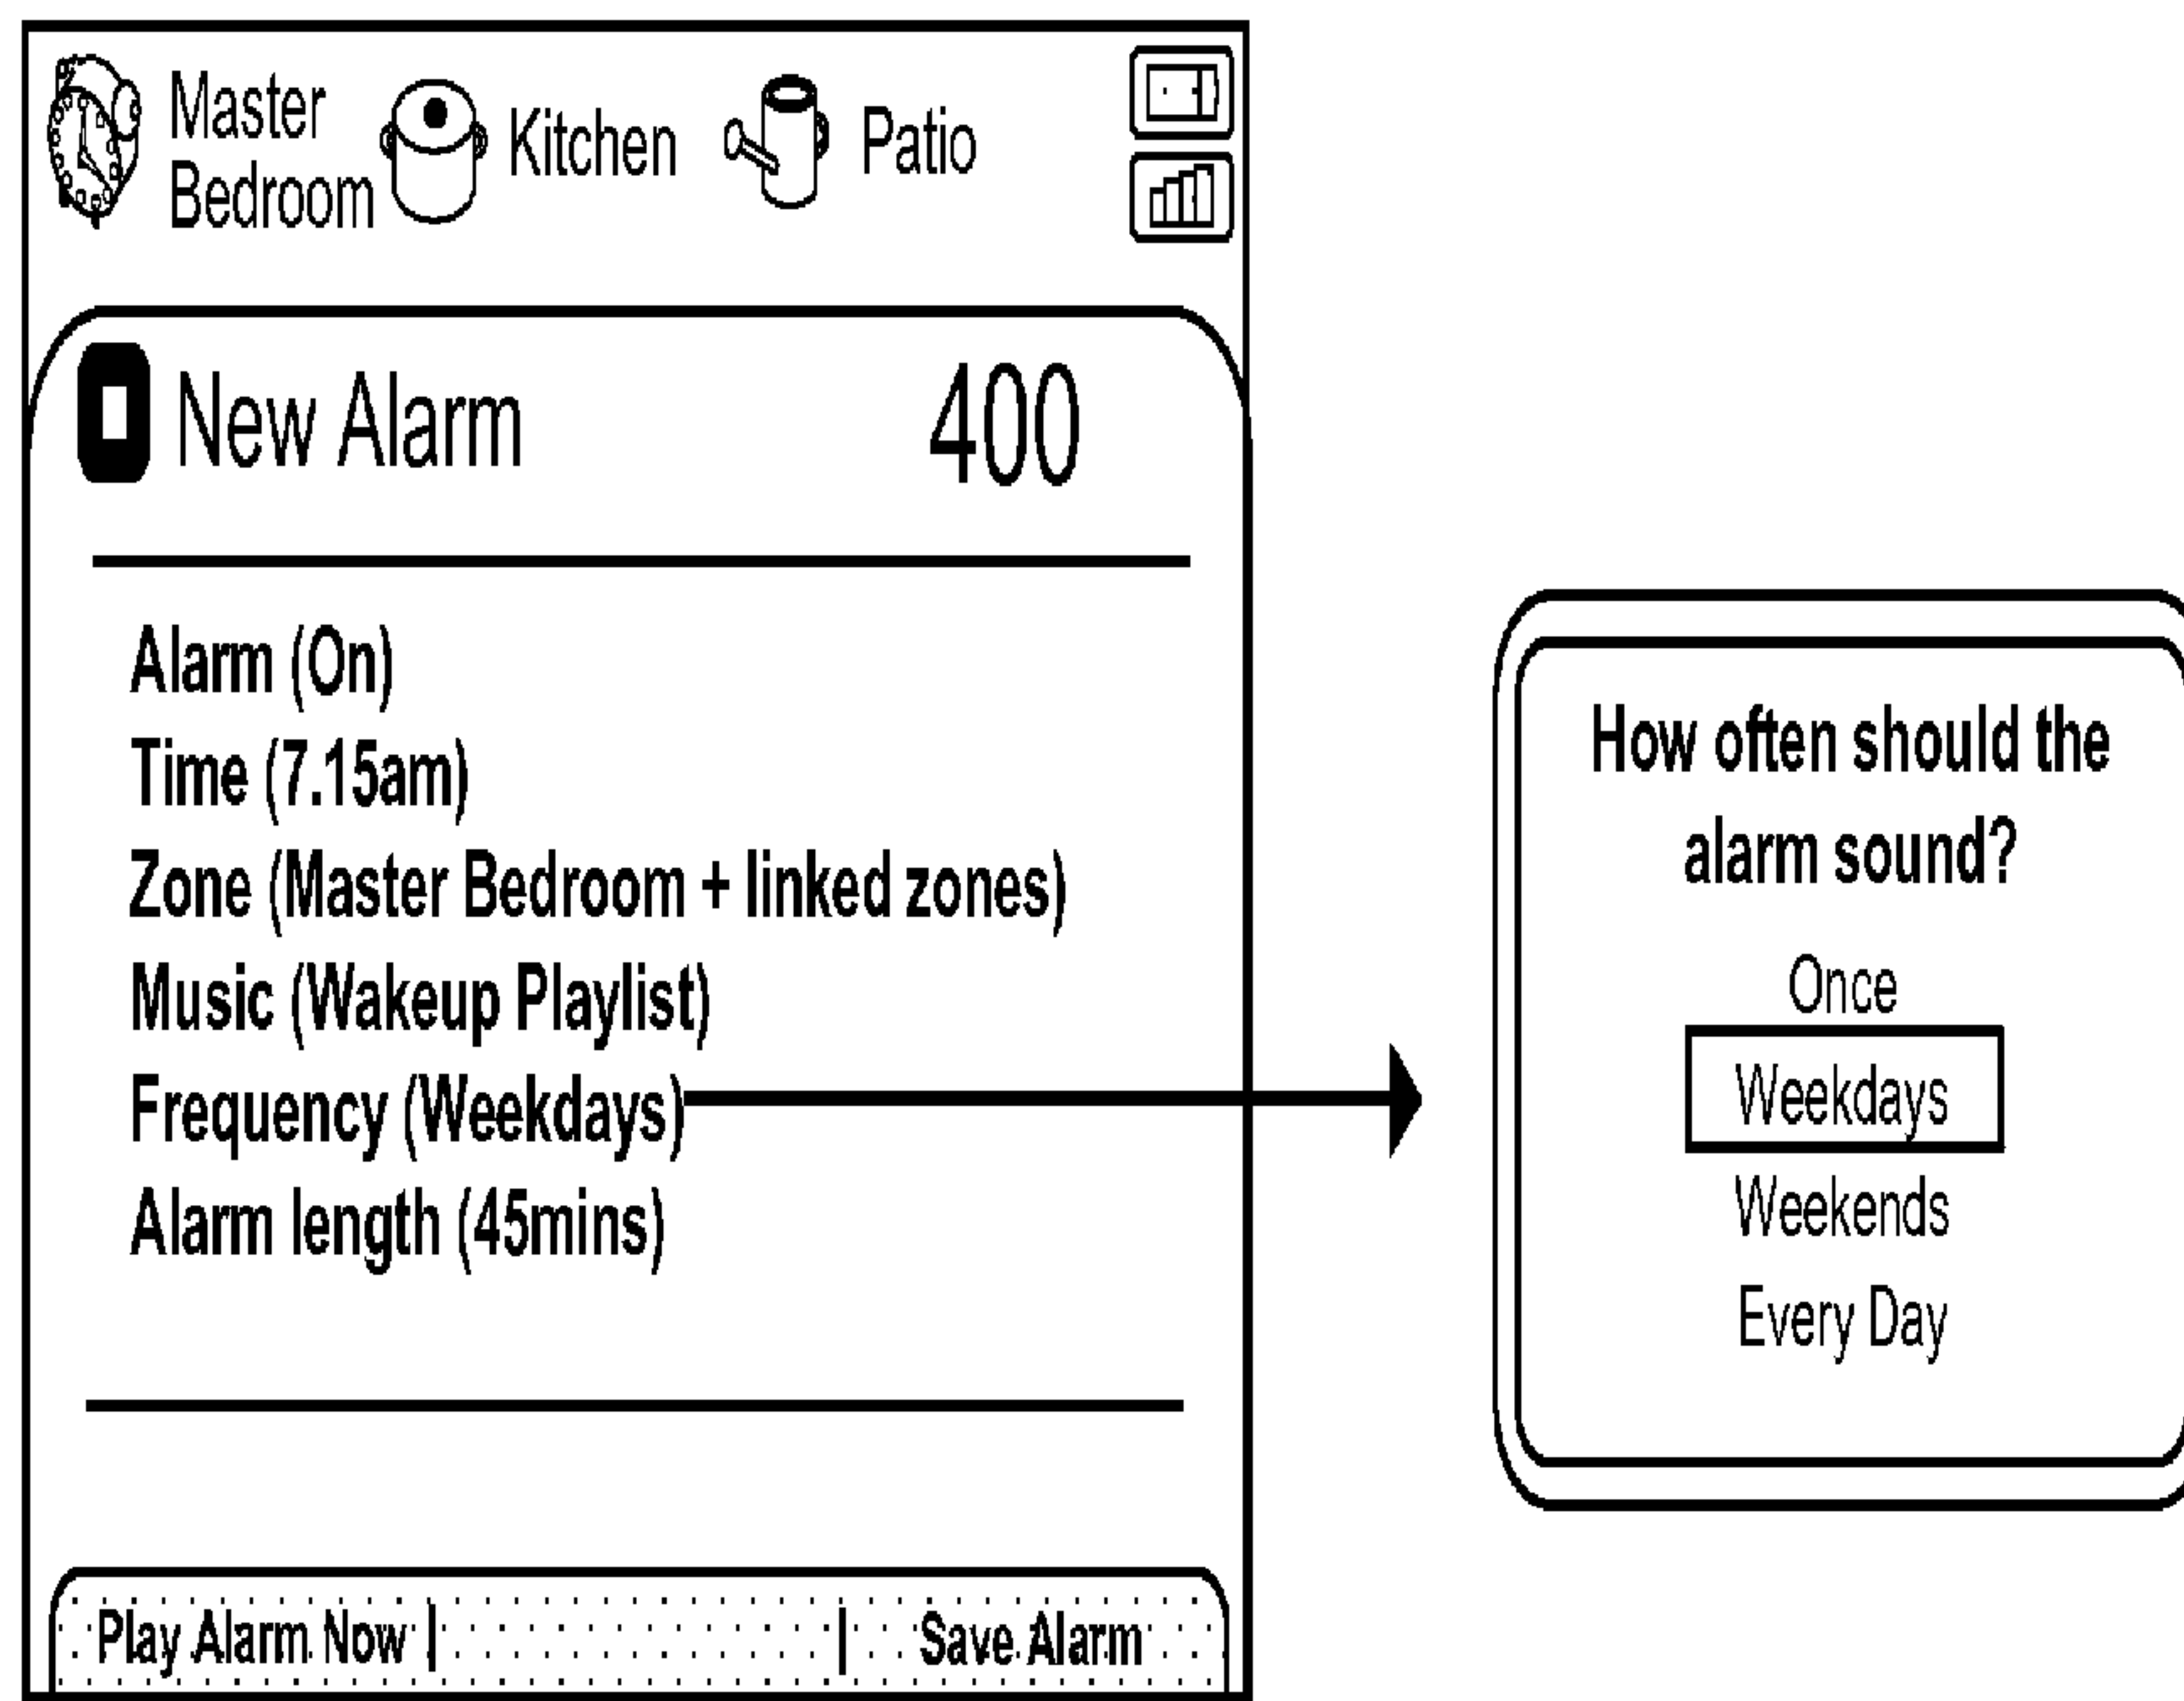 Master
Bedroom
Kitchen
Patio
New Alarm
400
Alarm (On)
Time (7.15am)
Zone (Master Bedroom + linked zones)
Music (Wakeup Playlist)
Frequency (Weekdays)
Alarm length (45mins)
Play Alarm Now
Save Alarm
How often should the
alarm sound?
Once
Weekdays
Weekends
Every Day